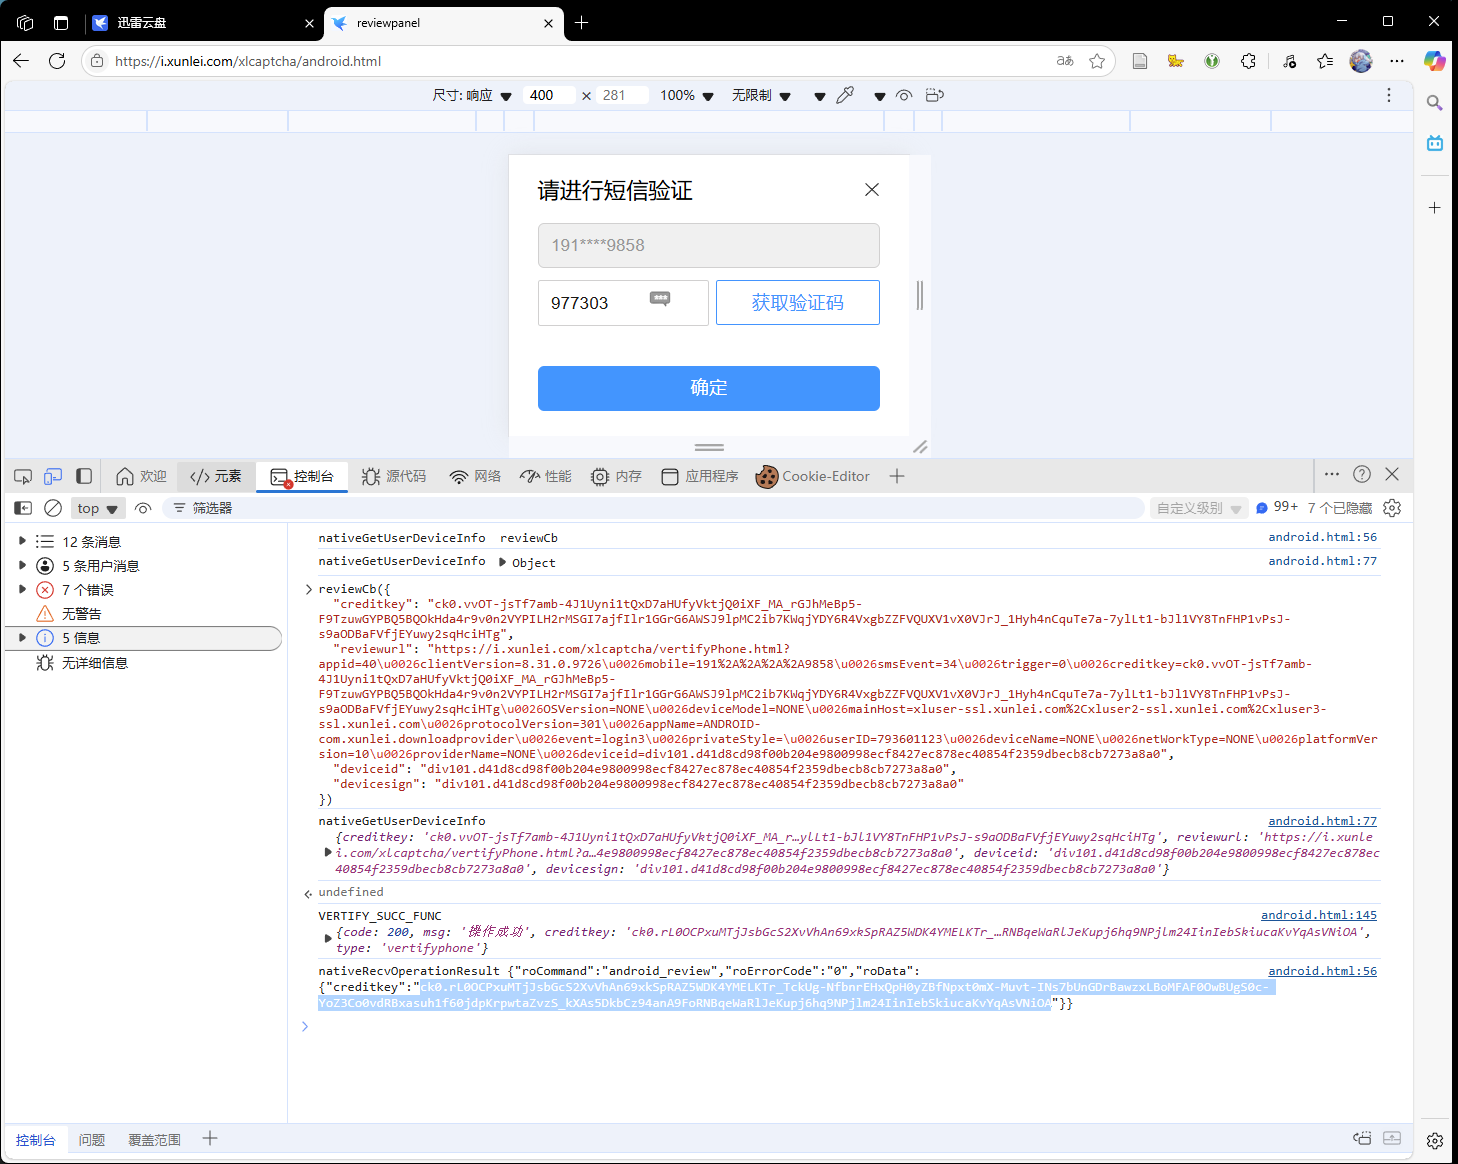 迅雷云盘
reviewpanel
https://i.xunlei.com/xlcaptcha/android.html
尺寸: 响应 400 × 281 100% 无限制
请进行短信验证
191****9858
977303 获取验证码
确定
欢迎 元素 控制台 源代码 网络 性能 内存 应用程序 Cookie-Editor
top 筛选器 自定义级别 99+ 7 个已隐藏
12 条消息
5 条用户消息
7 个错误
无警告
5 信息
无详细信息
nativeGetUserDeviceInfo reviewCb android.html:56
nativeGetUserDeviceInfo Object android.html:77
reviewCb({
"creditkey": "ck0.vvOT-jsTf7amb-4J1Uyni1tQxD7aHUfyVktjQ0iXF_MA_rGJhMeBp5-
F9TzuwGYPBQ5BQOkHda4r9v0n2VYPILH2rMSGI7ajfIlr1GGrG6AWSJ9lpMC2ib7KWqjYDY6R4VxgbZZFVQUXV1vX0VJrJ_1Hyh4nCquTe7a-7ylLt1-bJl1VY8TnFHP1vPsJ-
s9aODBaFVfjEYuwy2sqHciHTg",
"reviewurl": "https://i.xunlei.com/xlcaptcha/vertifyPhone.html?
appid=40\u0026clientVersion=8.31.0.9726\u0026mobile=191%2A%2A%2A%2A9858\u0026smsEvent=34\u0026trigger=0\u0026creditkey=ck0.vvOT-jsTf7amb-
4J1Uyni1tQxD7aHUfyVktjQ0iXF_MA_rGJhMeBp5-
F9TzuwGYPBQ5BQOkHda4r9v0n2VYPILH2rMSGI7ajfIlr1GGrG6AWSJ9lpMC2ib7KWqjYDY6R4VxgbZZFVQUXV1vX0VJrJ_1Hyh4nCquTe7a-7ylLt1-bJl1VY8TnFHP1vPsJ-
s9aODBaFVfjEYuwy2sqHciHTg\u0026OSVersion=NONE\u0026deviceModel=NONE\u0026mainHost=xluser-ssl.xunlei.com%2Cxluser2-ssl.xunlei.com%2Cxluser3-
ssl.xunlei.com\u0026protocolVersion=301\u0026appName=ANDROID-
com.xunlei.downloadprovider\u0026event=login3\u0026privateStyle=\u0026userID=793601123\u0026deviceName=NONE\u0026netWorkType=NONE\u0026platformVer
sion=10\u0026providerName=NONE\u0026deviceid=div101.d41d8cd98f00b204e9800998ecf8427ec878ec40854f2359dbecb8cb7273a8a0",
"deviceid": "div101.d41d8cd98f00b204e9800998ecf8427ec878ec40854f2359dbecb8cb7273a8a0",
"devicesign": "div101.d41d8cd98f00b204e9800998ecf8427ec878ec40854f2359dbecb8cb7273a8a0"
})
nativeGetUserDeviceInfo android.html:77
{creditkey: 'ck0.vvOT-jsTf7amb-4J1Uyni1tQxD7aHUfyVktjQ0iXF_MA_r…ylLt1-bJl1VY8TnFHP1vPsJ-s9aODBaFVfjEYuwy2sqHciHTg', reviewurl: 'https://i.xunle
i.com/xlcaptcha/vertifyPhone.html?a…4e9800998ecf8427ec878ec40854f2359dbecb8cb7273a8a0', deviceid: 'div101.d41d8cd98f00b204e9800998ecf8427ec878ec
40854f2359dbecb8cb7273a8a0', devicesign: 'div101.d41d8cd98f00b204e9800998ecf8427ec878ec40854f2359dbecb8cb7273a8a0'}
undefined
VERTIFY_SUCC_FUNC android.html:145
{code: 200, msg: '操作成功', creditkey: 'ck0.rL0OCPxuMTjJsbGcS2XvVhAn69xkSpRAZ5WDK4YMELKTr_…RNBqeWaRlJeKupj6hq9NPjlm24IinIebSkiucaKvYqAsVNiOA',
type: 'vertifyphone'}
nativeRecvOperationResult {"roCommand":"android_review","roErrorCode":"0","roData": android.html:56
{"creditkey":"ck0.rL0OCPxuMTjJsbGcS2XvVhAn69xkSpRAZ5WDK4YMELKTr_TckUg-NfbnrEHxQpH0yZBfNpxt0mX-Muvt-INs7bUnGDrBawzxLBoMFAF0OwBUgS0c-
YoZ3Co0vdRBxasuh1f60jdpKrpwtaZvzS_kXAs5DkbCz94anA9FoRNBqeWaRlJeKupj6hq9NPjlm24IinIebSkiucaKvYqAsVNiOA"}}
控制台 问题 覆盖范围